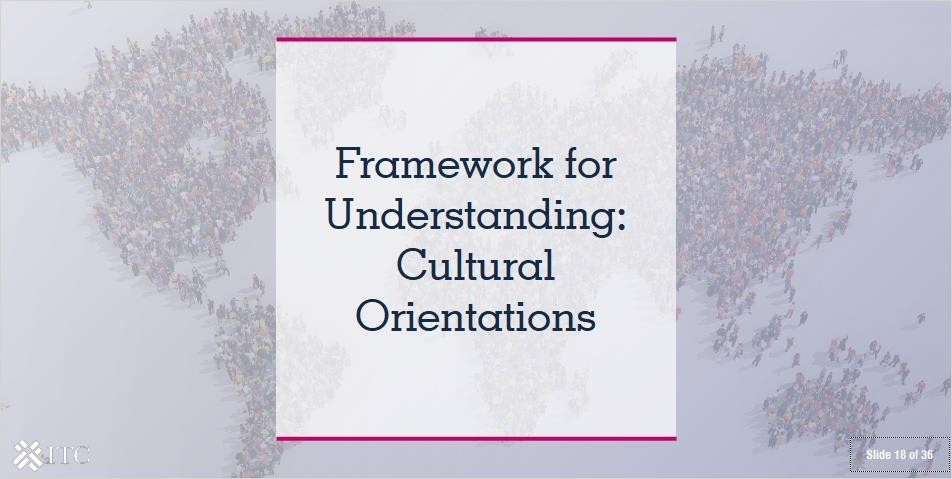 Framework for
Understanding:
Cultural
Orientations
ITC
Slide 18 of 36